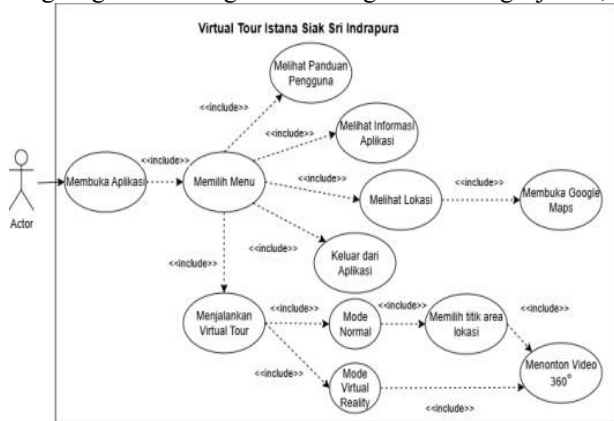 Virtual Tour Istana Siak Sri Indrapura
Melihat Panduan
Pengguna
<<include>>
Melihat Informasi
Aplikasi
<<include>>
<<include>>
Membuka Aplikasi
Memilih Menu
<<include>>
<<include>>
Melihat Lokasi
Membuka Google
Maps
Actor
<<include>>
<<include>>
Keluar dari
Aplikasi
Menjalankan
Virtual Tour
<<include>>
Mode
Normal
<<include>>
Memilih titik area
lokasi
<<include>>
<<include>>
Mode
Virtual
Reality
Menonton Video
360°
<<include>>